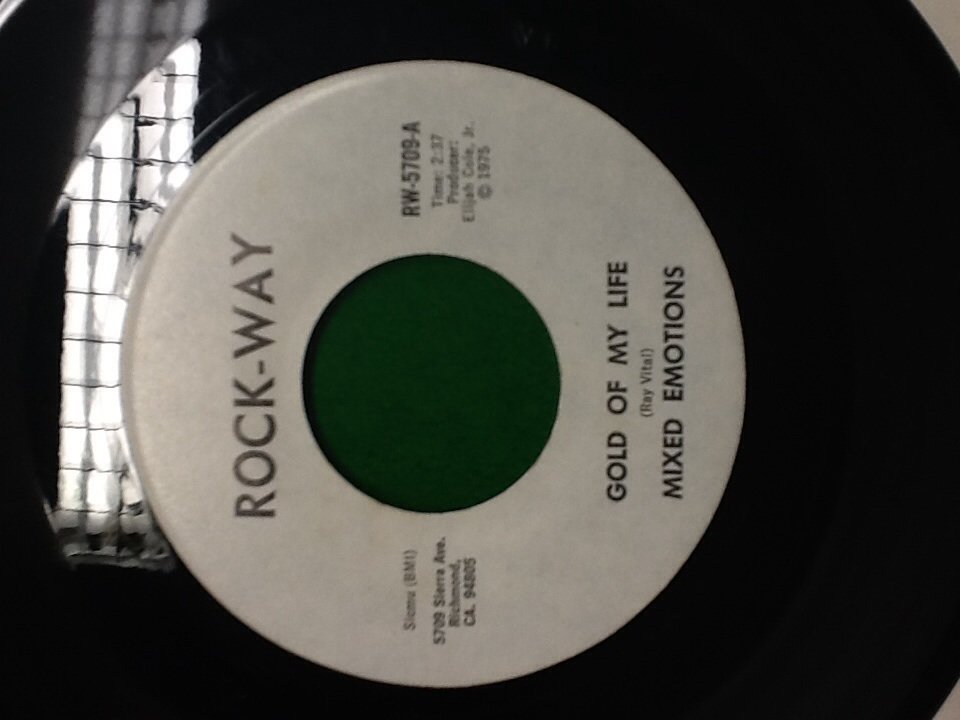 ROCK-WAY
(BMI)
5709 Sierra Ave.
Richmond,
CA. 94805
RW-5709-A
Time: 2:37
Producer:
Elijah Cole, Jr.
© 1975
GOLD OF MY LIFE
(Ray Vital)
MIXED EMOTIONS